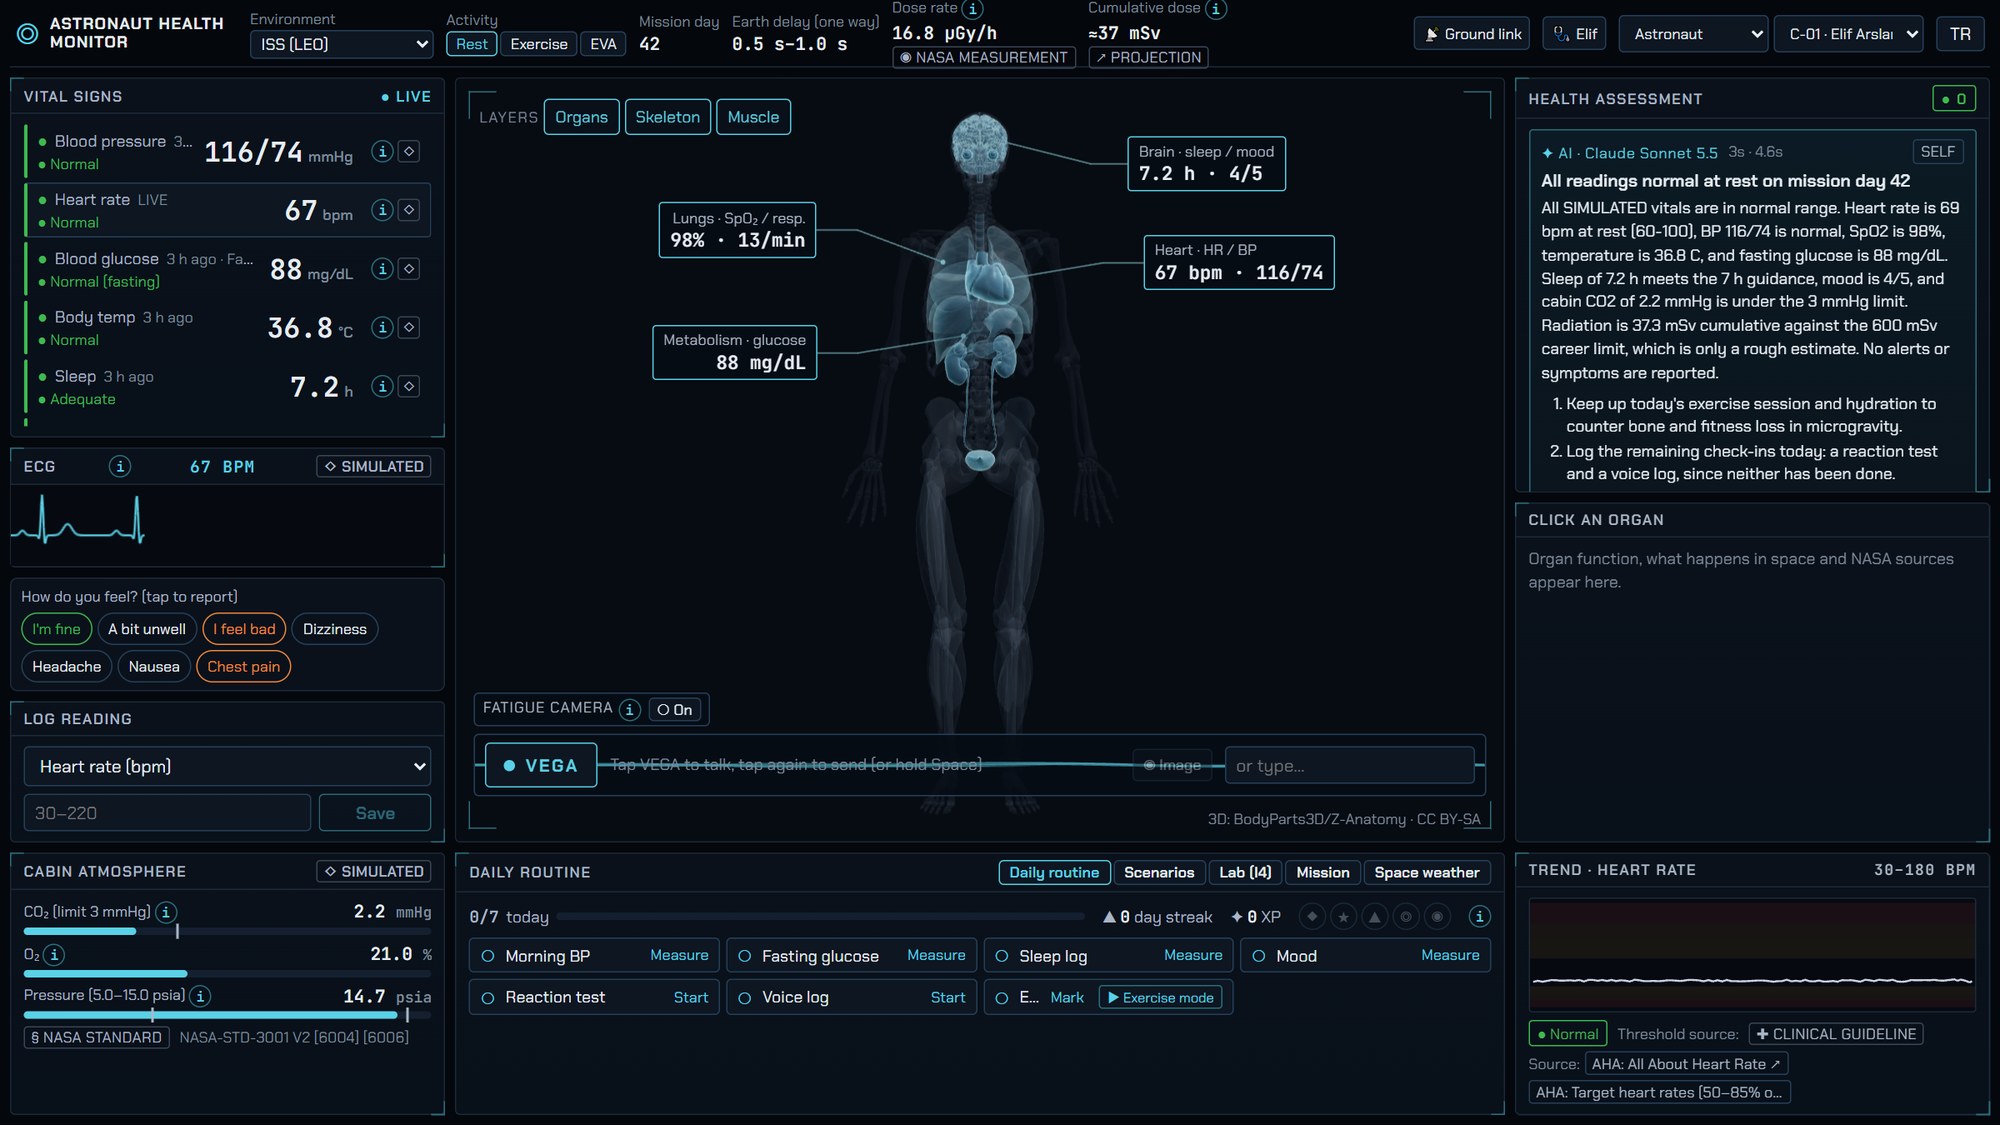 ASTRONAUT HEALTH MONITOR
Environment
ISS (LEO)
Activity
Rest
Exercise
EVA
Mission day
42
Earth delay (one way)
0.5 s–1.0 s
Dose rate i
16.8 µGy/h
NASA MEASUREMENT
Cumulative dose i
≈37 mSv
↗ PROJECTION
Ground link
Elif
Astronaut
C-01 · Elif Arslar
TR
VITAL SIGNS
● LIVE
Blood pressure 3...
116/74 mmHg
Normal
Heart rate LIVE
67 bpm
Normal
Blood glucose 3 h ago · Fa...
88 mg/dL
Normal (fasting)
Body temp 3 h ago
36.8 °C
Normal
Sleep 3 h ago
7.2 h
Adequate
ECG i 67 BPM ◇ SIMULATED
How do you feel? (tap to report)
I'm fine
A bit unwell
I feel bad
Dizziness
Headache
Nausea
Chest pain
LOG READING
Heart rate (bpm)
30–220
Save
CABIN ATMOSPHERE
◇ SIMULATED
CO₂ (limit 3 mmHg) i 2.2 mmHg
O₂ i 21.0 %
Pressure (5.0–15.0 psia) i 14.7 psia
§ NASA STANDARD NASA-STD-3001 V2 [6004] [6006]
LAYERS Organs Skeleton Muscle
Brain · sleep / mood
7.2 h · 4/5
Lungs · SpO₂ / resp.
98% · 13/min
Heart · HR / BP
67 bpm · 116/74
Metabolism · glucose
88 mg/dL
FATIGUE CAMERA i On
VEGA
Tap VEGA to talk, tap again to send (or hold Space)
Image
or type...
3D: BodyParts3D/Z-Anatomy · CC BY-SA
DAILY ROUTINE
Daily routine
Scenarios
Lab (I4)
Mission
Space weather
0/7 today
▲ 0 day streak
✦ 0 XP
i
Morning BP Measure
Fasting glucose Measure
Sleep log Measure
Mood Measure
Reaction test Start
Voice log Start
E... Mark ▶ Exercise mode
HEALTH ASSESSMENT
● 0
✦ AI · Claude Sonnet 5.5 3s · 4.6s
SELF
All readings normal at rest on mission day 42
All SIMULATED vitals are in normal range. Heart rate is 69
bpm at rest (60-100), BP 116/74 is normal, SpO2 is 98%,
temperature is 36.8 C, and fasting glucose is 88 mg/dL.
Sleep of 7.2 h meets the 7 h guidance, mood is 4/5, and
cabin CO2 of 2.2 mmHg is under the 3 mmHg limit.
Radiation is 37.3 mSv cumulative against the 600 mSv
career limit, which is only a rough estimate. No alerts or
symptoms are reported.
1. Keep up today's exercise session and hydration to
counter bone and fitness loss in microgravity.
2. Log the remaining check-ins today: a reaction test
and a voice log, since neither has been done.
CLICK AN ORGAN
Organ function, what happens in space and NASA sources
appear here.
TREND · HEART RATE
30–180 BPM
● Normal
Threshold source:
✚ CLINICAL GUIDELINE
Source: AHA: All About Heart Rate ↗
AHA: Target heart rates (50–85% o...